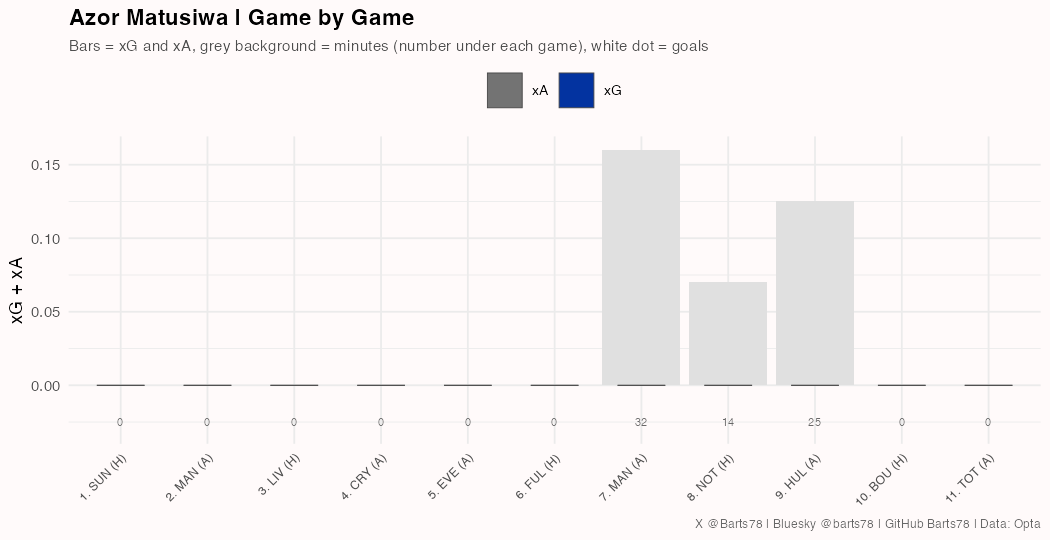 Azor Matusiwa | Game by Game
Bars = xG and xA, grey background = minutes (number under each game), white dot = goals
xA xG
xG + xA
0.15
0.10
0.05
0.00
0 0 0 0 0 0 32 14 25 0 0
1. SUN (H) 2. MAN (A) 3. LIV (H) 4. CRY (A) 5. EVE (A) 6. FUL (H) 7. MAN (A) 8. NOT (H) 9. HUL (A) 10. BOU (H) 11. TOT (A)
X @Barts78 | Bluesky @barts78 | GitHub Barts78 | Data: Opta